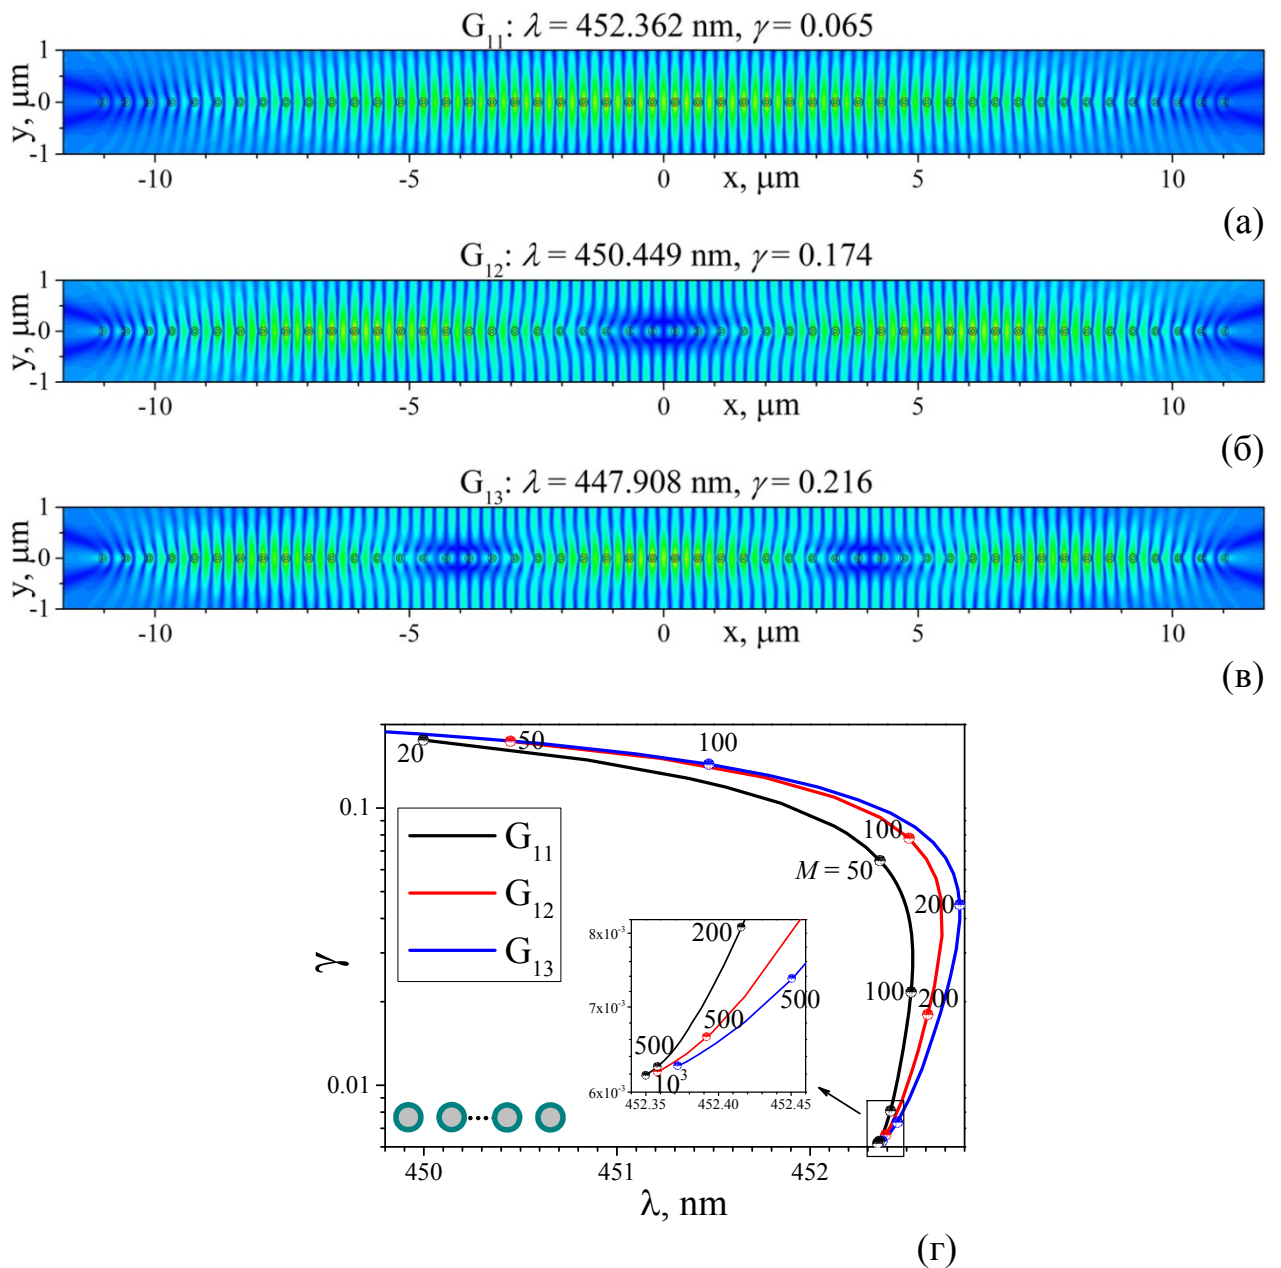 G₁₁: λ = 452.362 nm, γ = 0.065
y, μm
1
0
-1
-10 -5 0 x, μm 5 10
(а)
G₁₂: λ = 450.449 nm, γ = 0.174
y, μm
1
0
-1
-10 -5 0 x, μm 5 10
(б)
G₁₃: λ = 447.908 nm, γ = 0.216
y, μm
1
0
-1
-10 -5 0 x, μm 5 10
(в)
20 50 100
0.1
G₁₁
G₁₂
G₁₃
100
M = 50
200
γ
8x10⁻³
7x10⁻³
6x10⁻³
200
500
500
500
10³
452.35 452.40 452.45
100 200
0.01
450 451 452
λ, nm
(г)